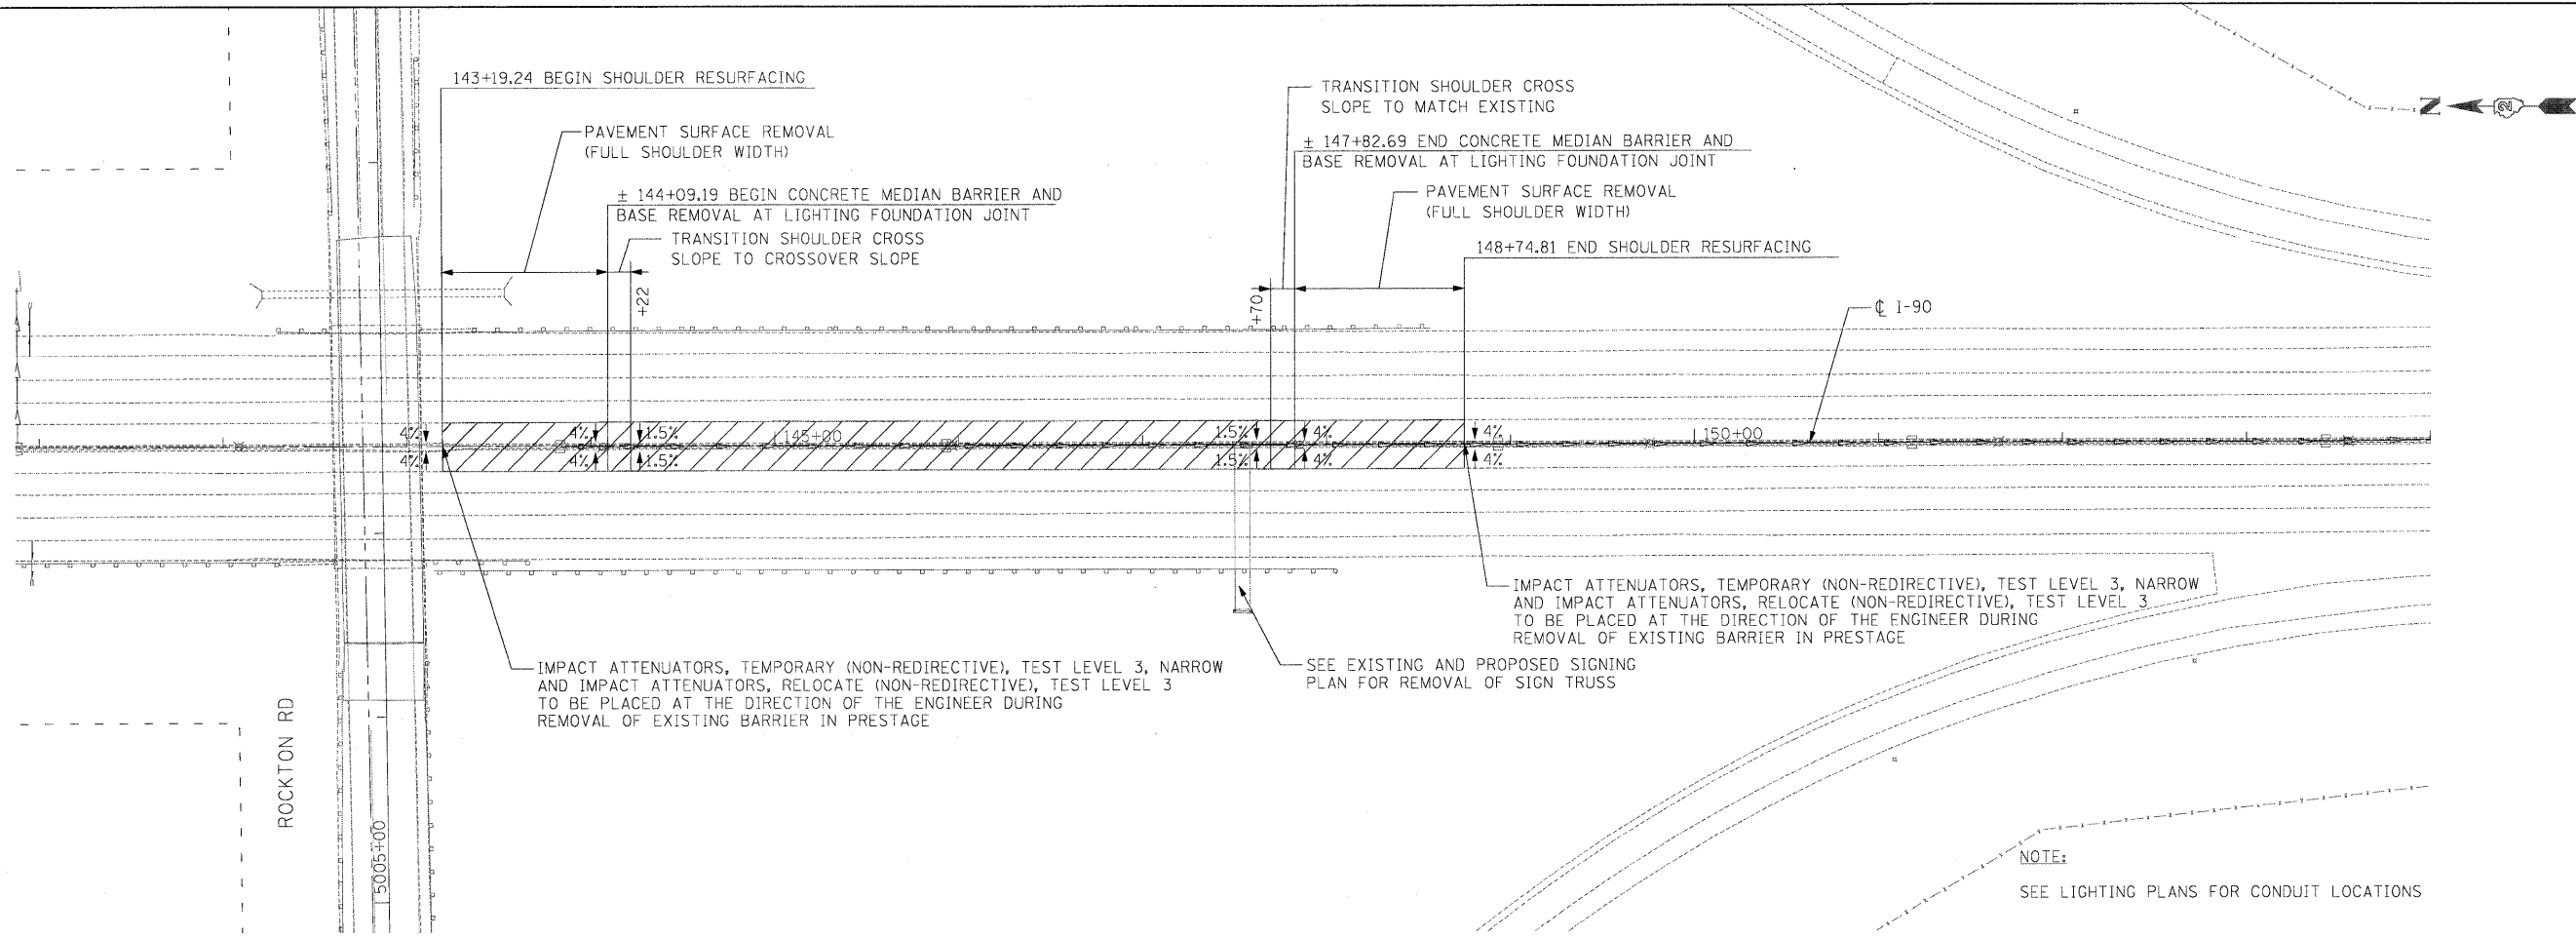 143+19.24 BEGIN SHOULDER RESURFACING
PAVEMENT SURFACE REMOVAL
(FULL SHOULDER WIDTH)
± 144+09.19 BEGIN CONCRETE MEDIAN BARRIER AND
BASE REMOVAL AT LIGHTING FOUNDATION JOINT
TRANSITION SHOULDER CROSS
SLOPE TO CROSSOVER SLOPE
+22
TRANSITION SHOULDER CROSS
SLOPE TO MATCH EXISTING
± 147+82.69 END CONCRETE MEDIAN BARRIER AND
BASE REMOVAL AT LIGHTING FOUNDATION JOINT
PAVEMENT SURFACE REMOVAL
(FULL SHOULDER WIDTH)
148+74.81 END SHOULDER RESURFACING
+70
N
℄ I-90
4% 4% 1.5% 145+00 1.5% 4% 4% 150+00
4% 4% 1.5% 1.5% 4% 4%
IMPACT ATTENUATORS, TEMPORARY (NON-REDIRECTIVE), TEST LEVEL 3, NARROW
AND IMPACT ATTENUATORS, RELOCATE (NON-REDIRECTIVE), TEST LEVEL 3
TO BE PLACED AT THE DIRECTION OF THE ENGINEER DURING
REMOVAL OF EXISTING BARRIER IN PRESTAGE
IMPACT ATTENUATORS, TEMPORARY (NON-REDIRECTIVE), TEST LEVEL 3, NARROW
AND IMPACT ATTENUATORS, RELOCATE (NON-REDIRECTIVE), TEST LEVEL 3
TO BE PLACED AT THE DIRECTION OF THE ENGINEER DURING
REMOVAL OF EXISTING BARRIER IN PRESTAGE
SEE EXISTING AND PROPOSED SIGNING
PLAN FOR REMOVAL OF SIGN TRUSS
ROCKTON RD
5005+00
NOTE:
SEE LIGHTING PLANS FOR CONDUIT LOCATIONS